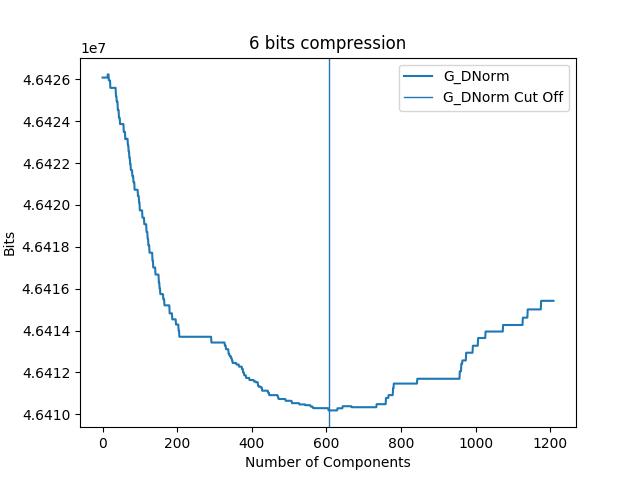 6 bits compression
1e7
G_DNorm
G_DNorm Cut Off
4.6426
4.6424
4.6422
4.6420
4.6418
4.6416
4.6414
4.6412
4.6410
Bits
0 200 400 600 800 1000 1200
Number of Components